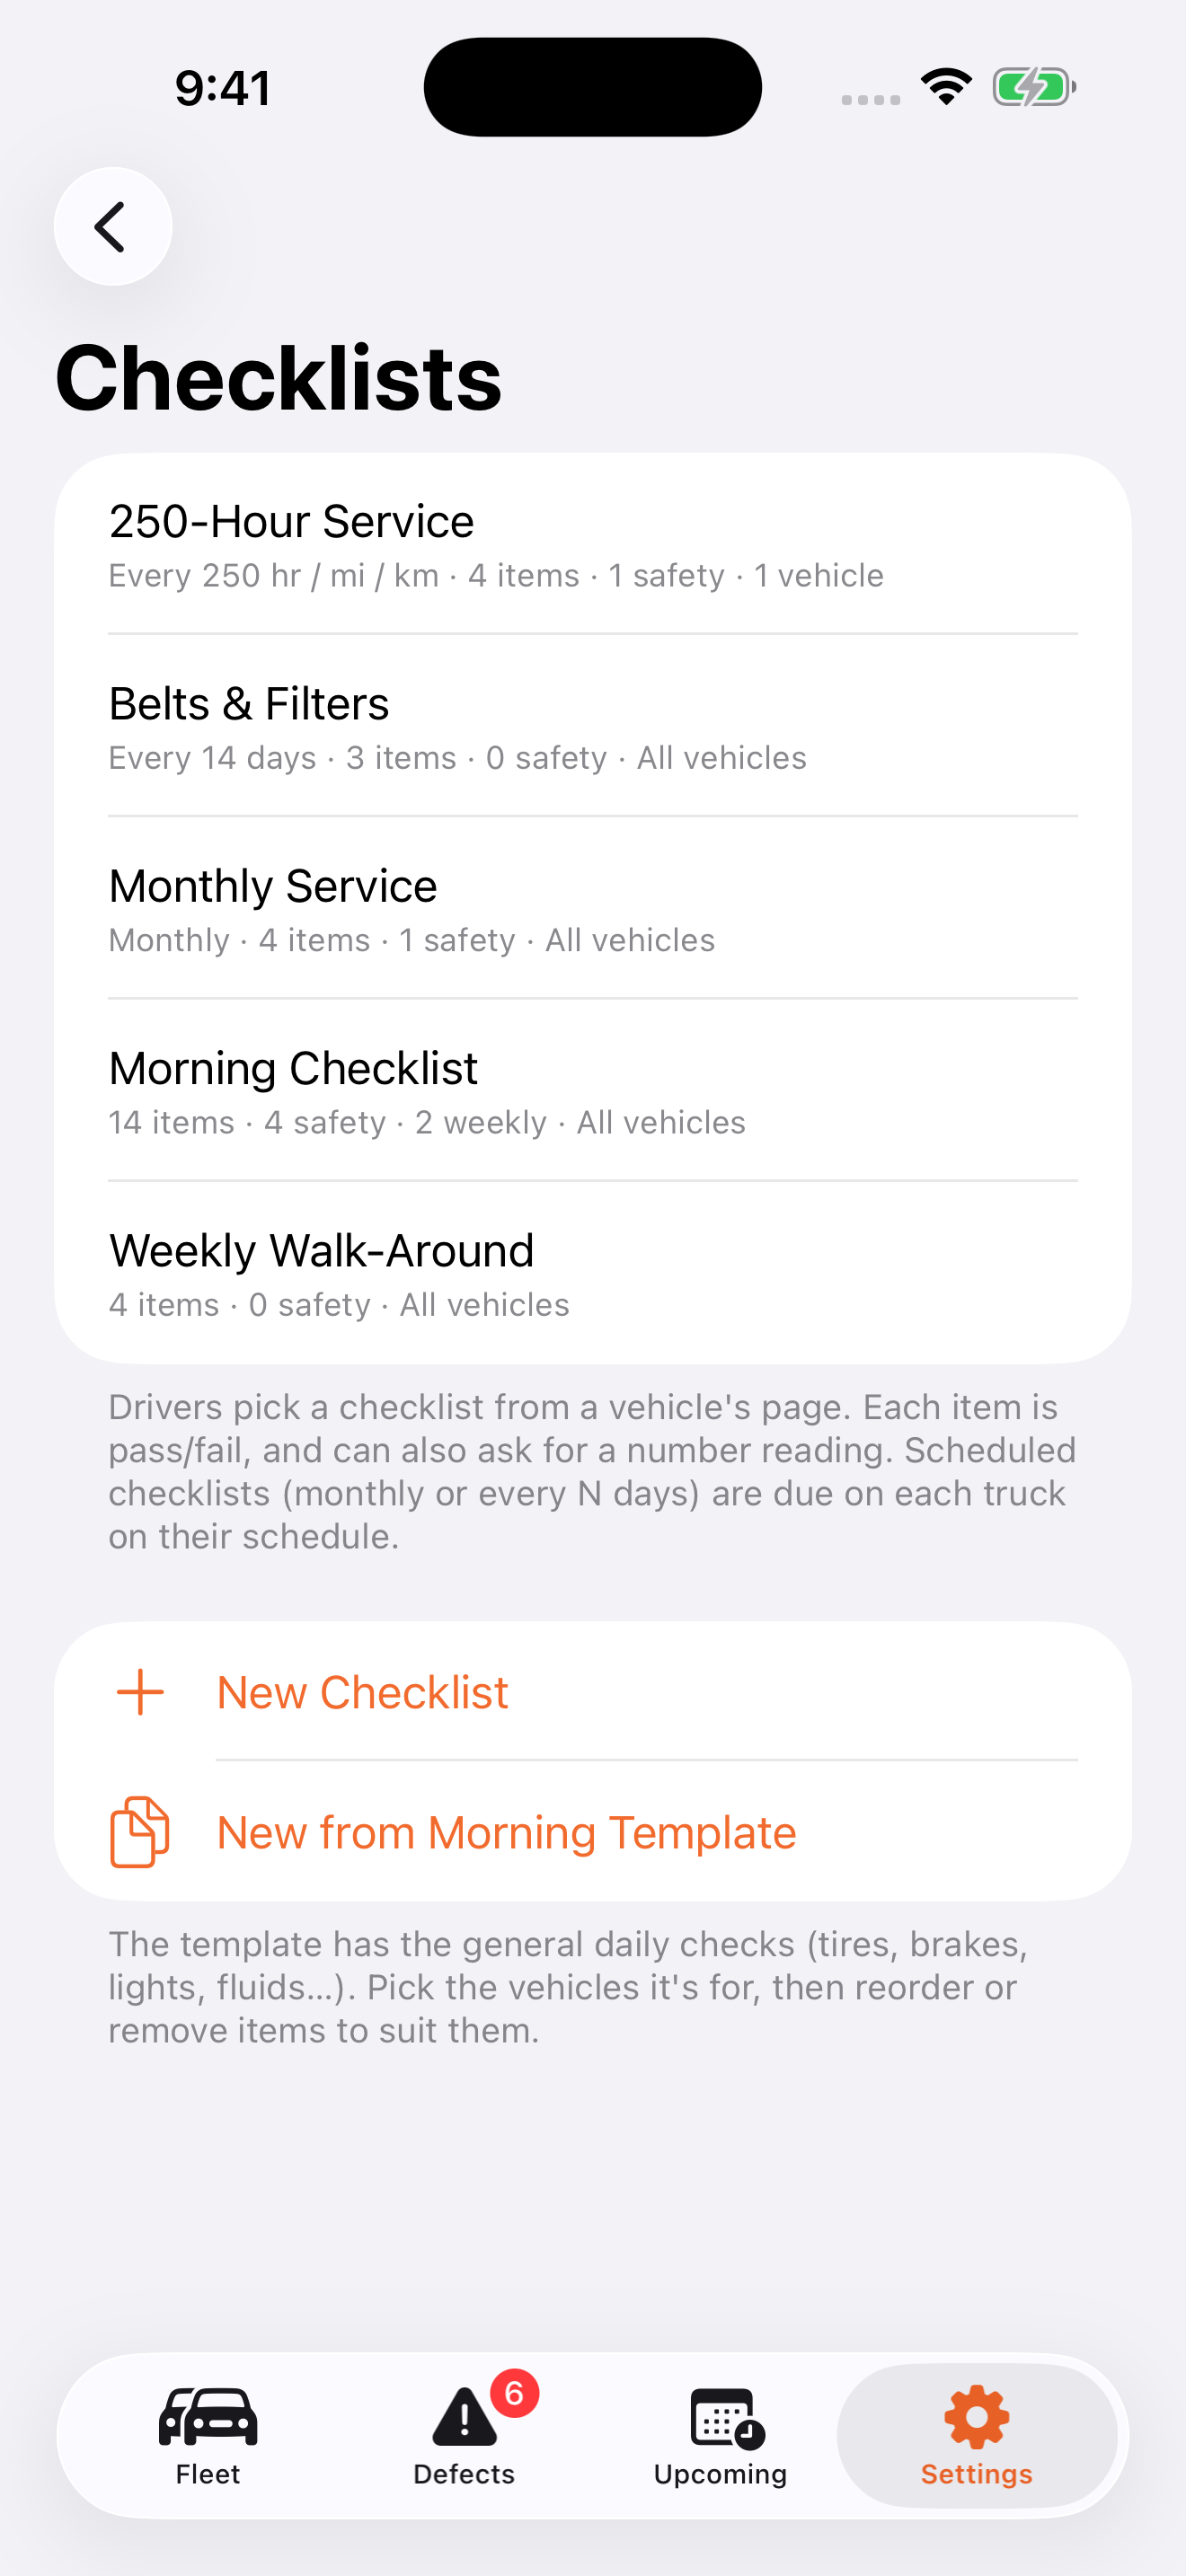 9:41
Checklists
250-Hour Service
Every 250 hr / mi / km · 4 items · 1 safety · 1 vehicle
Belts & Filters
Every 14 days · 3 items · 0 safety · All vehicles
Monthly Service
Monthly · 4 items · 1 safety · All vehicles
Morning Checklist
14 items · 4 safety · 2 weekly · All vehicles
Weekly Walk-Around
4 items · 0 safety · All vehicles
Drivers pick a checklist from a vehicle's page. Each item is
pass/fail, and can also ask for a number reading. Scheduled
checklists (monthly or every N days) are due on each truck
on their schedule.
New Checklist
New from Morning Template
The template has the general daily checks (tires, brakes,
lights, fluids...). Pick the vehicles it's for, then reorder or
remove items to suit them.
6
Fleet
Defects
Upcoming
Settings